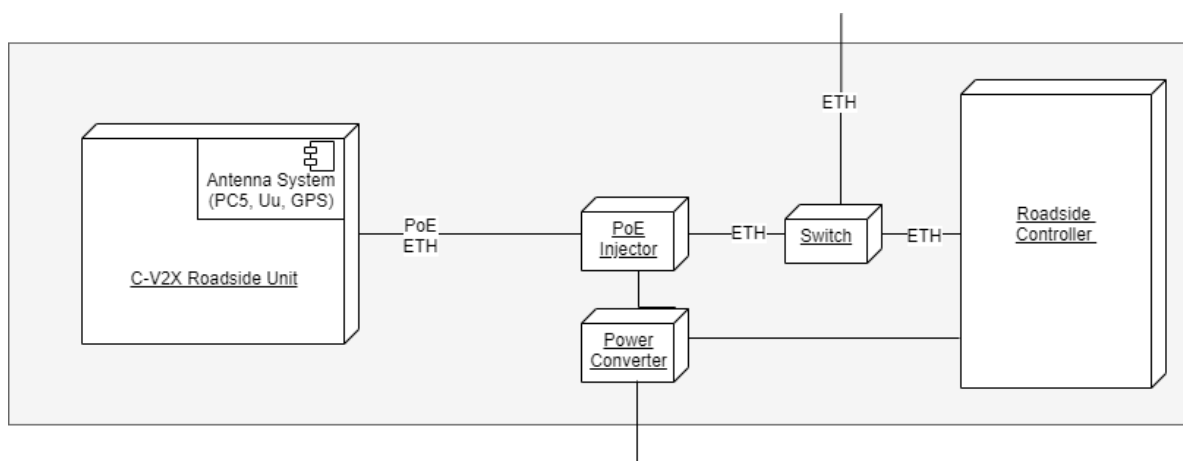 ETH
Antenna System
(PC5, Uu, GPS)
C-V2X Roadside Unit
PoE
ETH
PoE
Injector
ETH
Switch
ETH
Roadside
Controller
Power
Converter